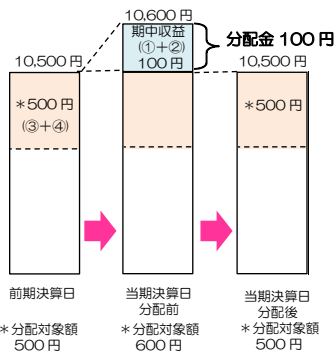 10,600円
期中収益
(①+②)
100円
分配金100円
10,500円
10,500円
*500円
(③+④)
*500円
前期決算日
当期決算日
分配前
当期決算日
分配後
*分配対象額
500円
*分配対象額
600円
*分配対象額
500円